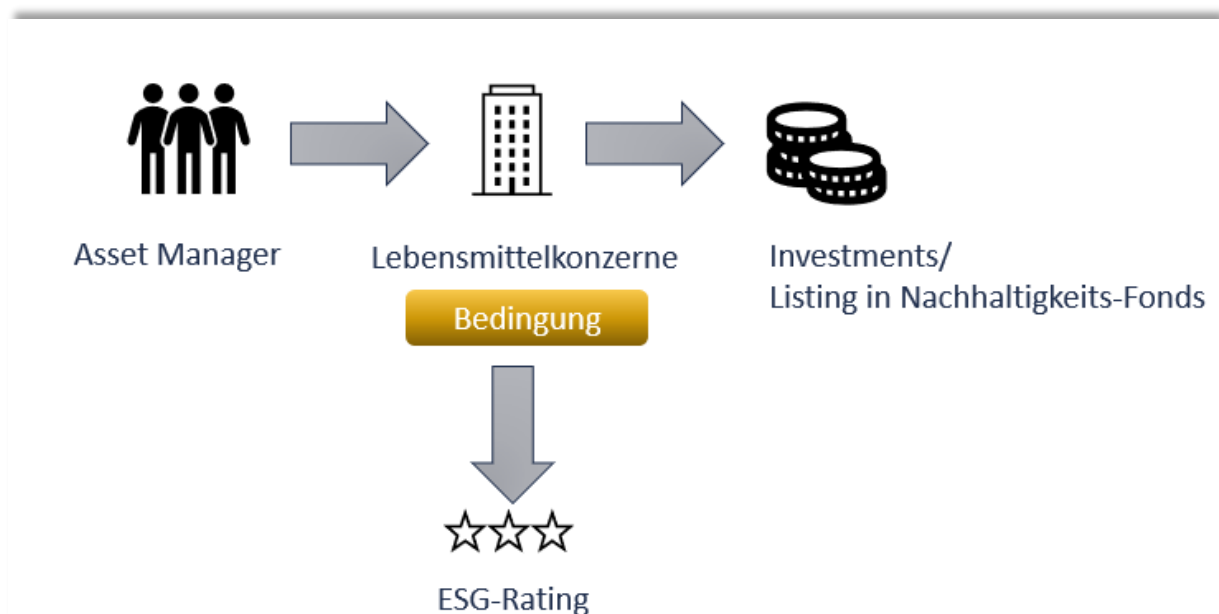 Asset Manager
Lebensmittelkonzerne
Bedingung
Investments/
Listing in Nachhaltigkeits-Fonds
ESG-Rating